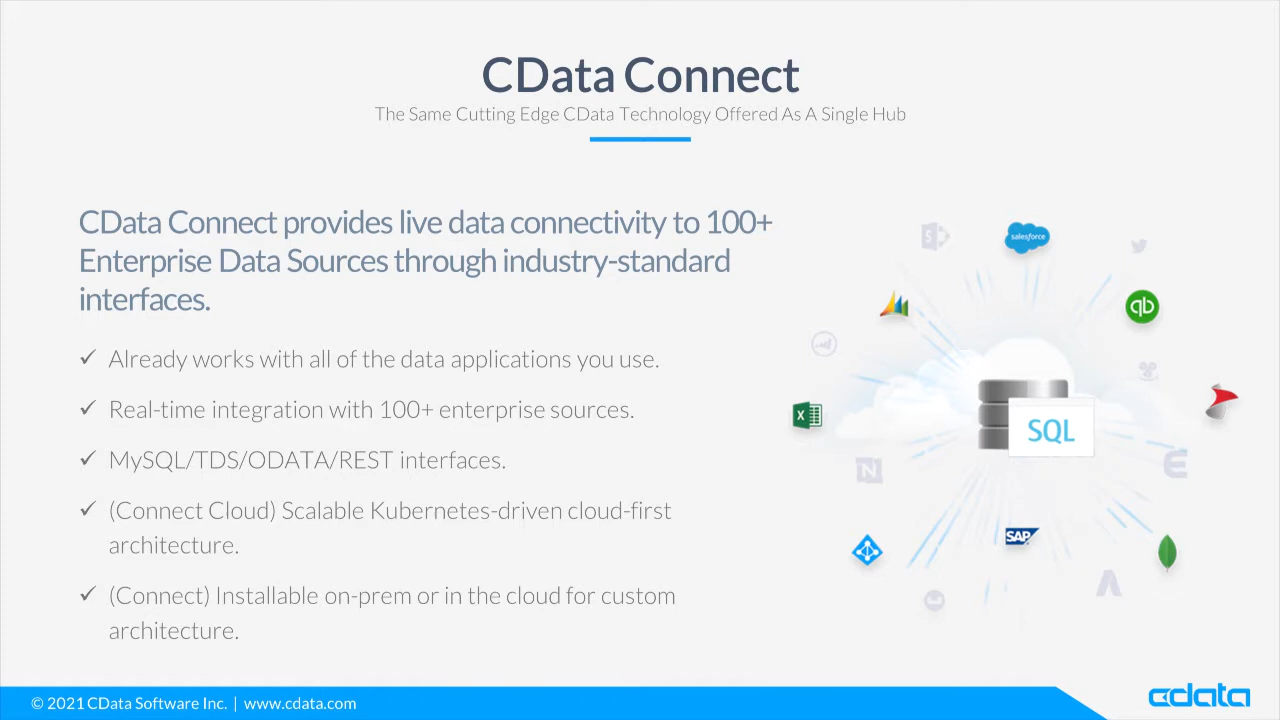 CData Connect
The Same Cutting Edge CData Technology Offered As A Single Hub
CData Connect provides live data connectivity to 100+
Enterprise Data Sources through industry-standard
interfaces.
Already works with all of the data applications you use.
Real-time integration with 100+ enterprise sources.
MySQL/TDS/ODATA/REST interfaces.
(Connect Cloud) Scalable Kubernetes-driven cloud-first
architecture.
(Connect) Installable on-prem or in the cloud for custom
architecture.
S
salesforce
qb
X
SQL
N
E
SAP
© 2021 CData Software Inc. | www.cdata.com
cdata